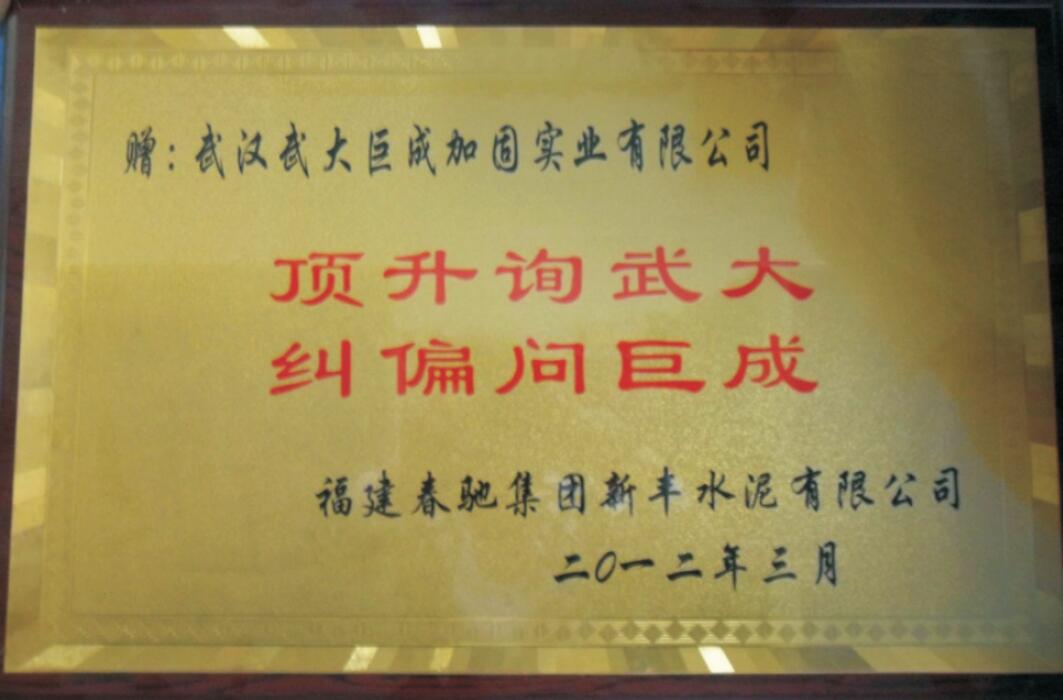 赠：武汉武大巨成加固实业有限公司
顶升询武大
纠偏问巨成
福建春驰集团新丰水泥有限公司
二〇一二年三月